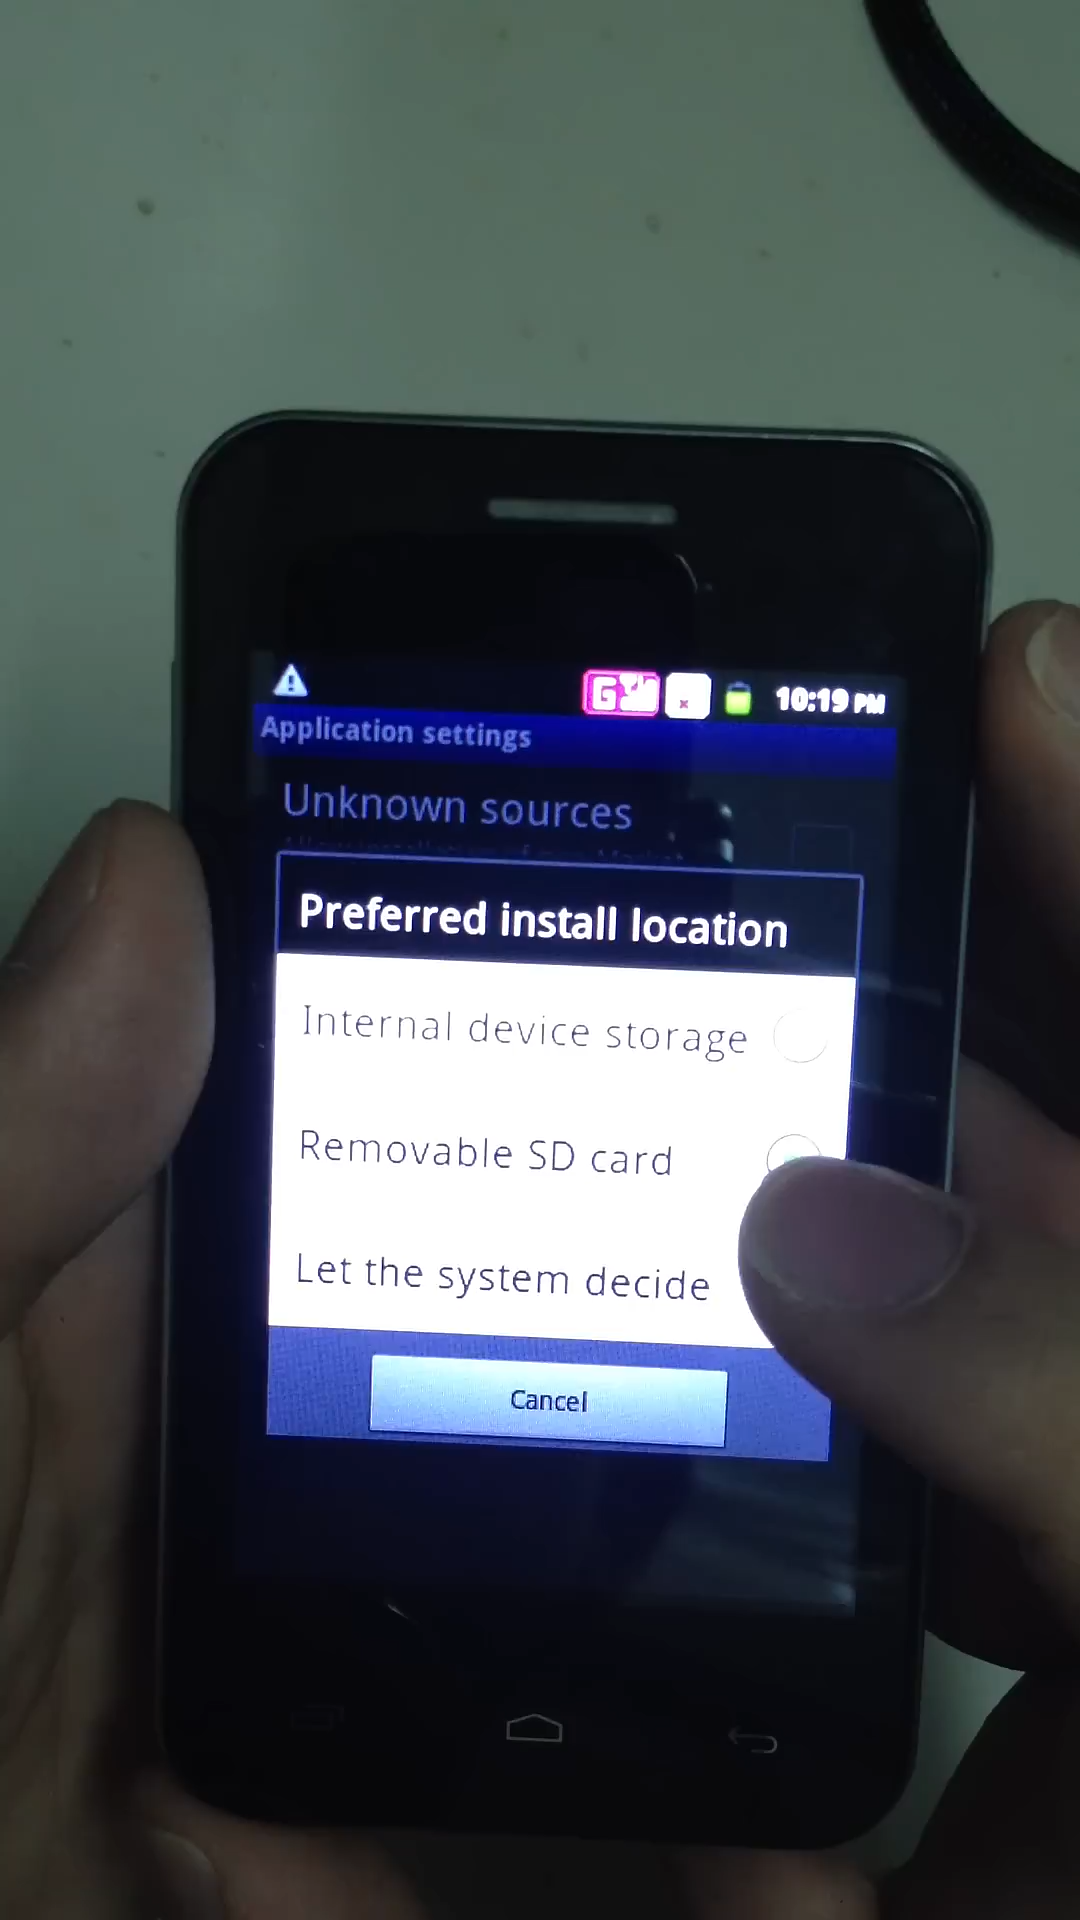 G 10:19 PM
Application settings
Unknown sources
Preferred install location
Internal device storage
Removable SD card
Let the system decide
Cancel